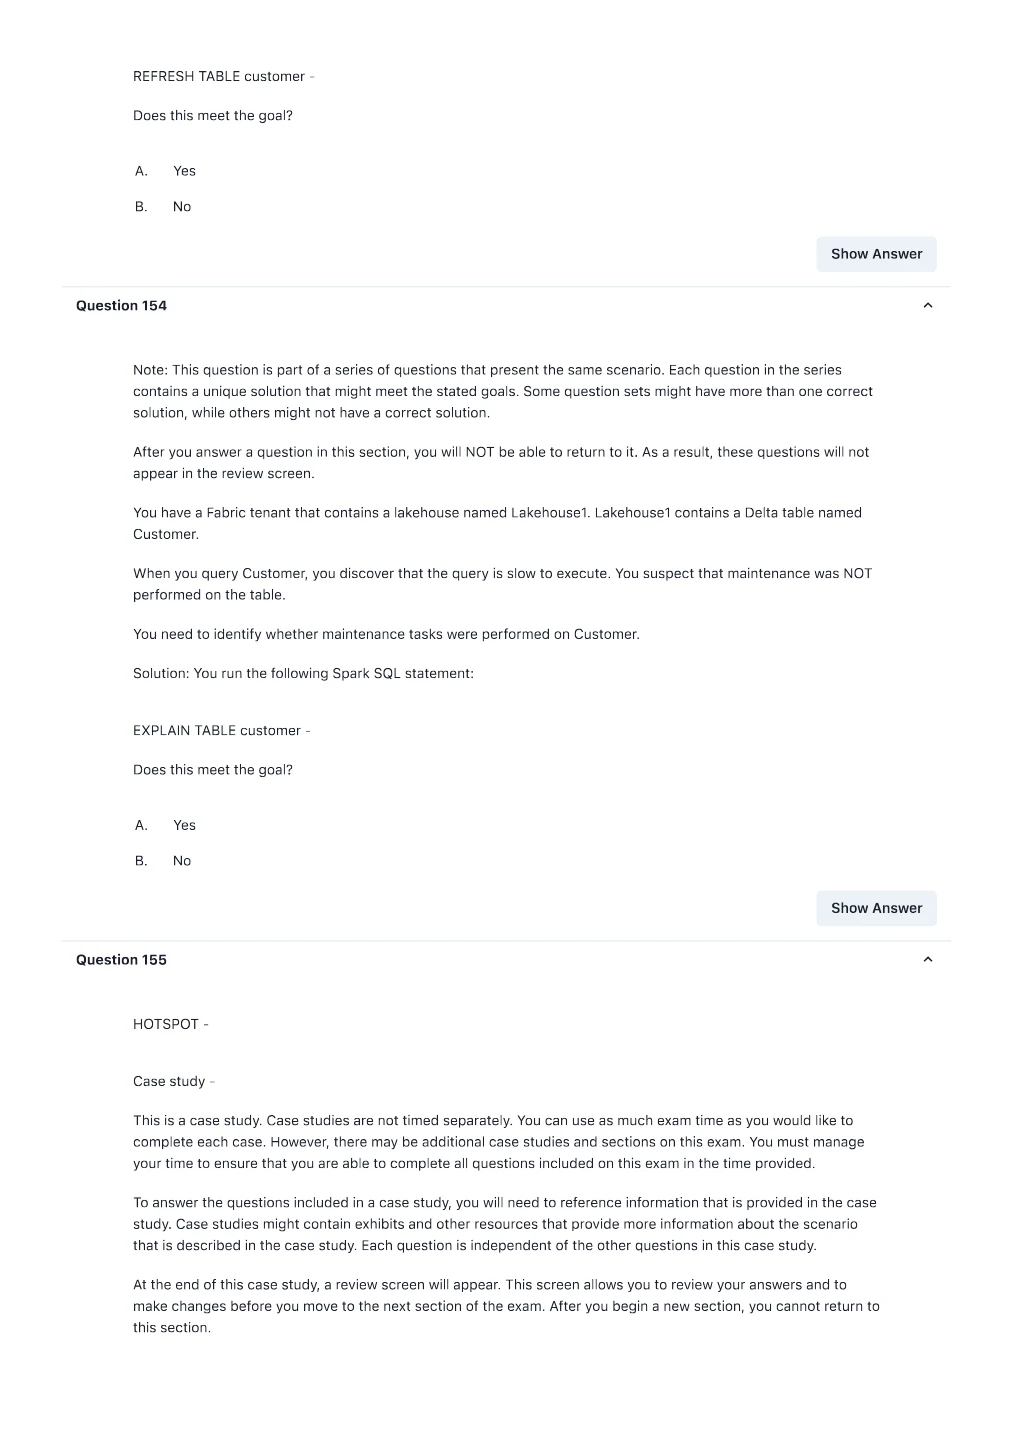 REFRESH TABLE customer -
Does this meet the goal?
A. Yes
B. No
Show Answer
Question 154
Note: This question is part of a series of questions that present the same scenario. Each question in the series
contains a unique solution that might meet the stated goals. Some question sets might have more than one correct
solution, while others might not have a correct solution.
After you answer a question in this section, you will NOT be able to return to it. As a result, these questions will not
appear in the review screen.
You have a Fabric tenant that contains a lakehouse named Lakehouse1. Lakehouse1 contains a Delta table named
Customer.
When you query Customer, you discover that the query is slow to execute. You suspect that maintenance was NOT
performed on the table.
You need to identify whether maintenance tasks were performed on Customer.
Solution: You run the following Spark SQL statement:
EXPLAIN TABLE customer -
Does this meet the goal?
A. Yes
B. No
Show Answer
Question 155
HOTSPOT -
Case study -
This is a case study. Case studies are not timed separately. You can use as much exam time as you would like to
complete each case. However, there may be additional case studies and sections on this exam. You must manage
your time to ensure that you are able to complete all questions included on this exam in the time provided.
To answer the questions included in a case study, you will need to reference information that is provided in the case
study. Case studies might contain exhibits and other resources that provide more information about the scenario
that is described in the case study. Each question is independent of the other questions in this case study.
At the end of this case study, a review screen will appear. This screen allows you to review your answers and to
make changes before you move to the next section of the exam. After you begin a new section, you cannot return to
this section.